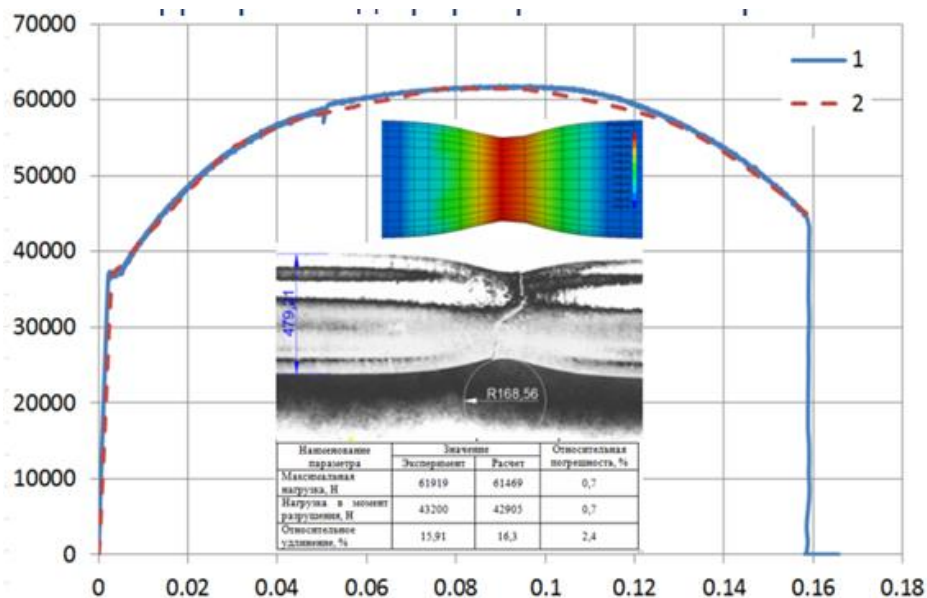 70000
60000
50000
40000
30000
20000
10000
0
0 0.02 0.04 0.06 0.08 0.1 0.12 0.14 0.16 0.18
1
2
479,21
R168,56
Наименование параметра
Значение
Относительная погрешность, %
Эксперимент Расчет
Максимальная нагрузка, Н 61919 61469 0,7
Нагрузка в момент разрушения, Н 43200 42905 0,7
Относительное удлинение, % 15,91 16,3 2,4